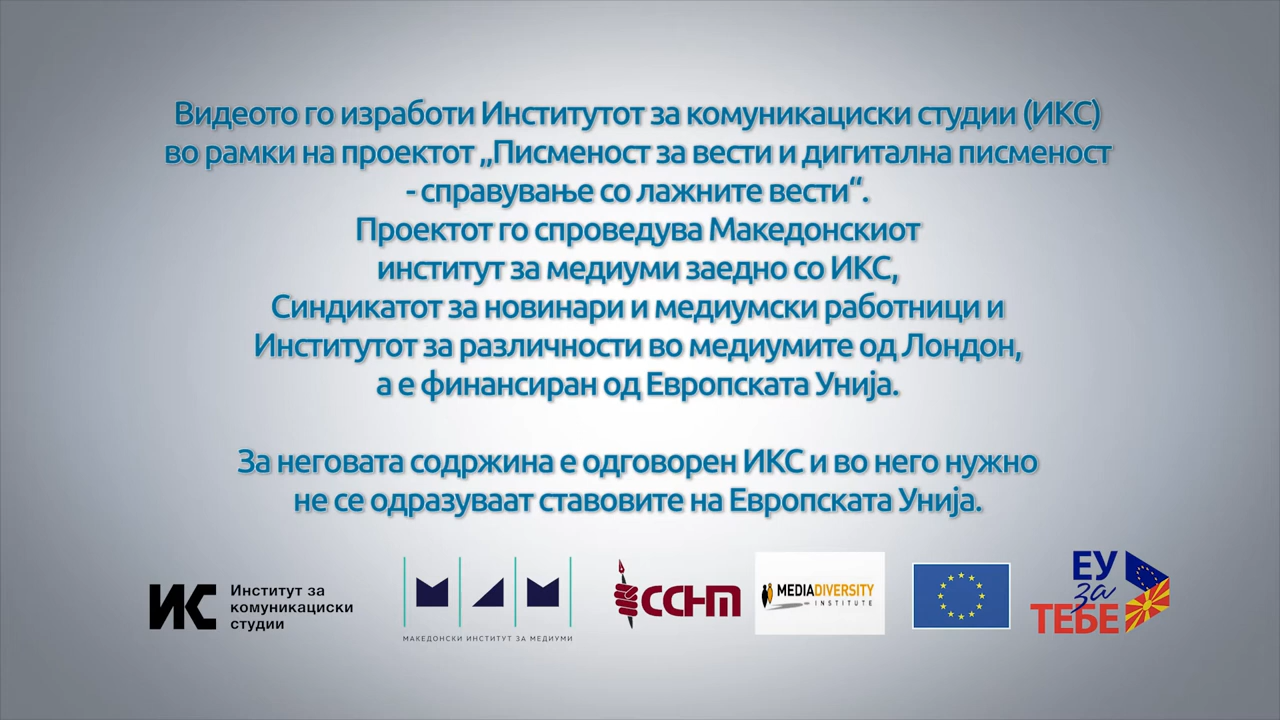 Видеото го изработи Институтот за комуникациски студии (ИКС)
во рамки на проектот „Писменост за вести и дигитална писменост
- справување со лажните вести“.
Проектот го спроведува Македонскиот
институт за медиуми заедно со ИКС,
Синдикатот за новинари и медиумски работници и
Институтот за различности во медиумите од Лондон,
а е финансиран од Европската Унија.
За неговата содржина е одговорен ИКС и во него нужно
не се одразуваат ставовите на Европската Унија.
ИС
Институт за
комуникациски
студии
МИМ
МАКЕДОНСКИ ИНСТИТУТ ЗА МЕДИУМИ
ССНМ
MEDIADIVERSITY
INSTITUTE
ЕУ
за
ТЕБЕ